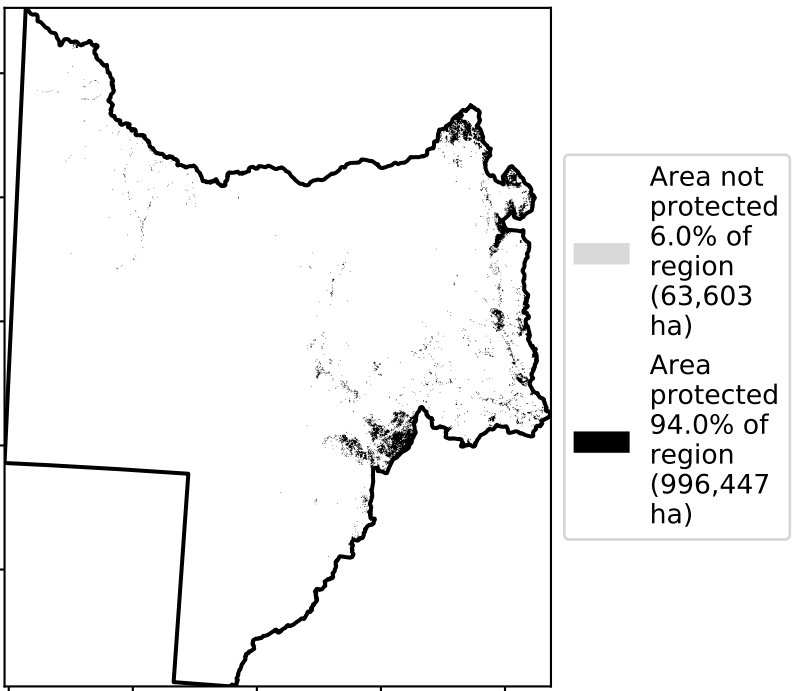 Area not
protected
6.0% of
region
(63,603
ha)
Area
protected
94.0% of
region
(996,447
ha)